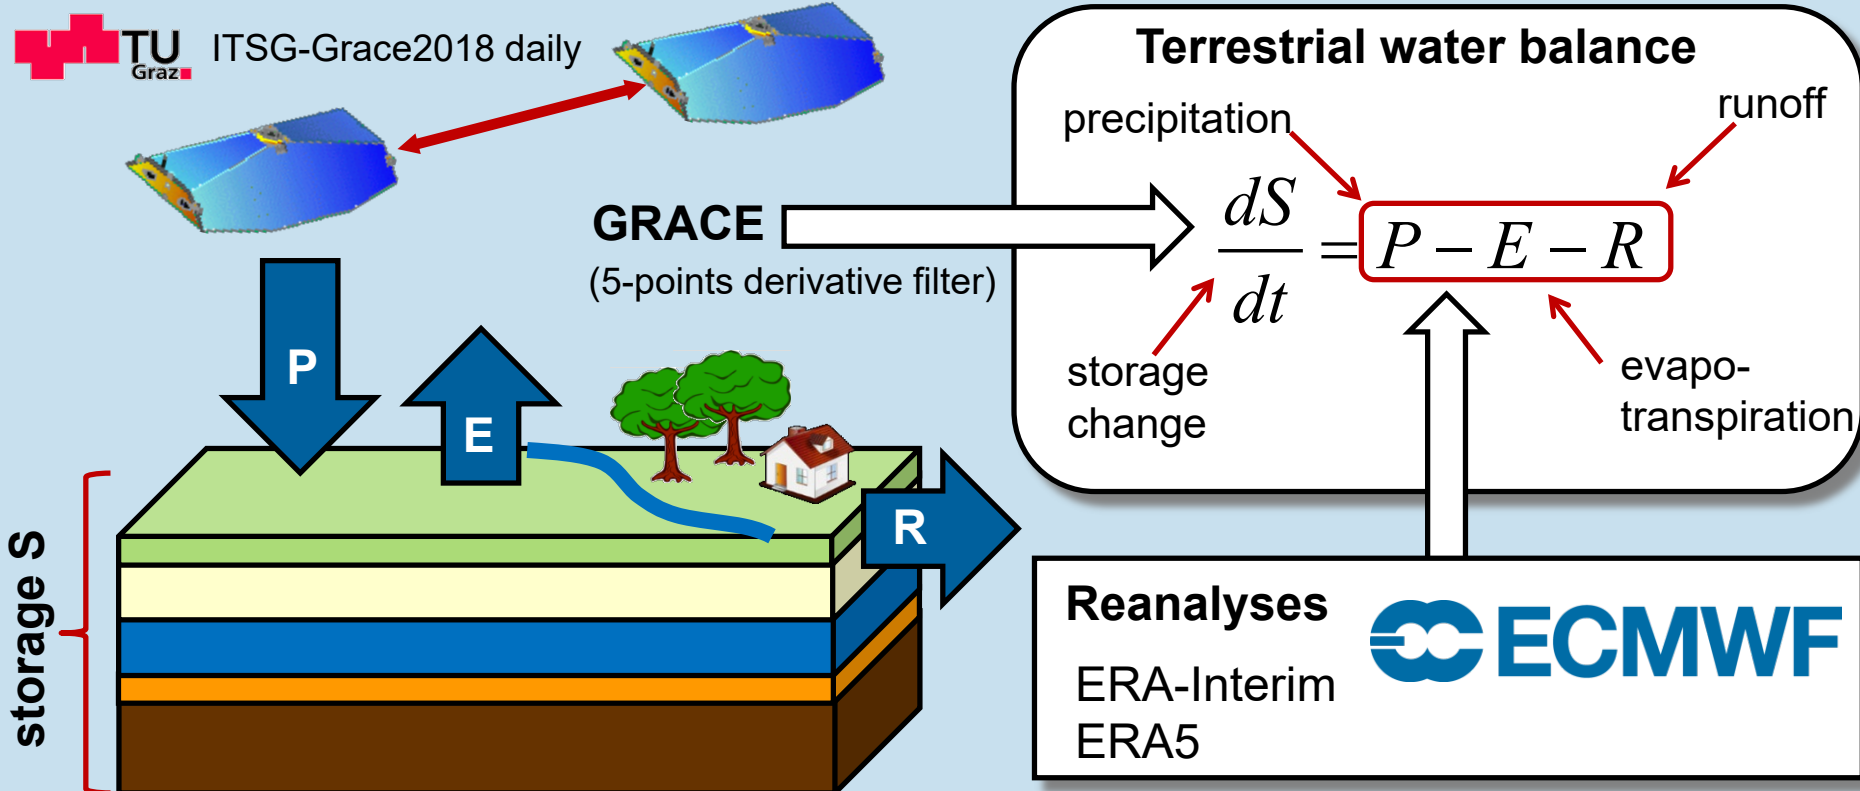 TU
Graz
ITSG-Grace2018 daily
Terrestrial water balance
precipitation
runoff
GRACE
(5-points derivative filter)
dS
dt
= P − E − R
storage
change
evapo-
transpiration
P
E
R
storage S
Reanalyses
ERA-Interim
ERA5
ECMWF